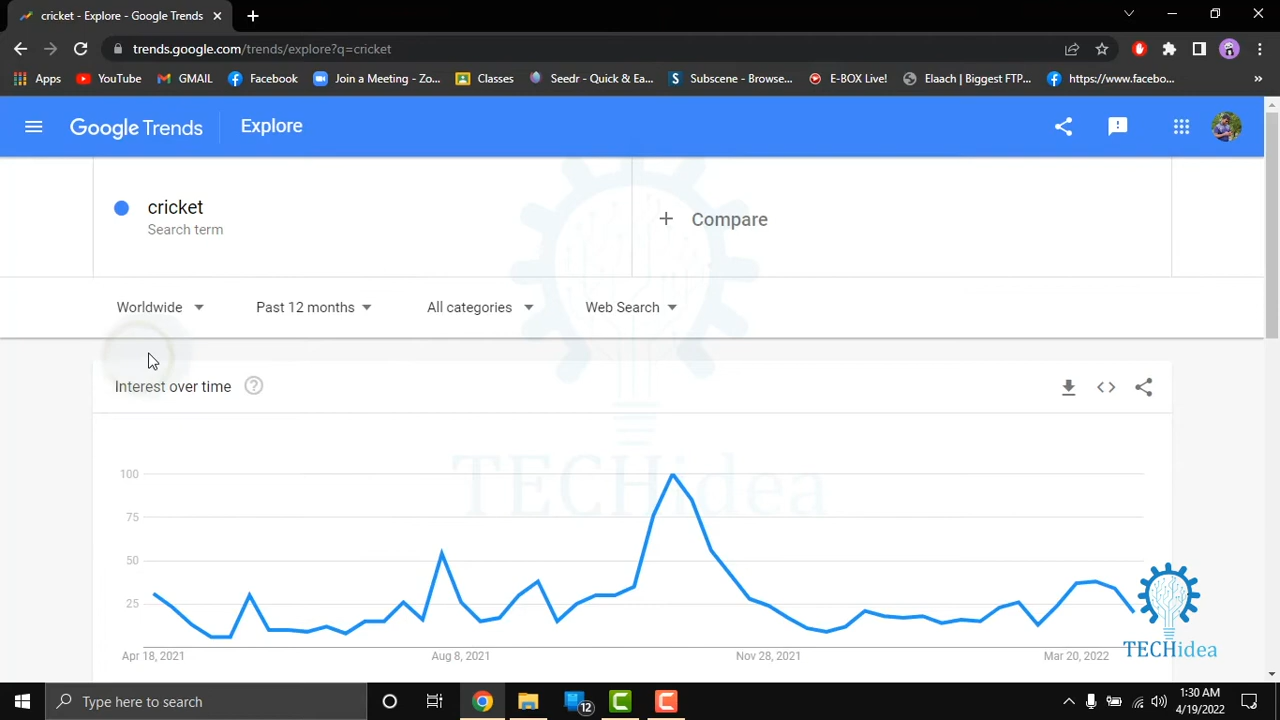 cricket - Explore - Google Trends
trends.google.com/trends/explore?q=cricket
Apps YouTube GMAIL Facebook Join a Meeting - Zo... Classes Seedr - Quick & Ea... Subscene - Browse... E-BOX Live! Elaach | Biggest FTP... https://www.facebo... »
Google Trends Explore
cricket
Search term
+ Compare
Worldwide Past 12 months All categories Web Search
Interest over time ?
100
75
50
25
Apr 18, 2021 Aug 8, 2021 Nov 28, 2021 Mar 20, 2022
TECHidea
TECHidea
Type here to search
12
1:30 AM
4/19/2022